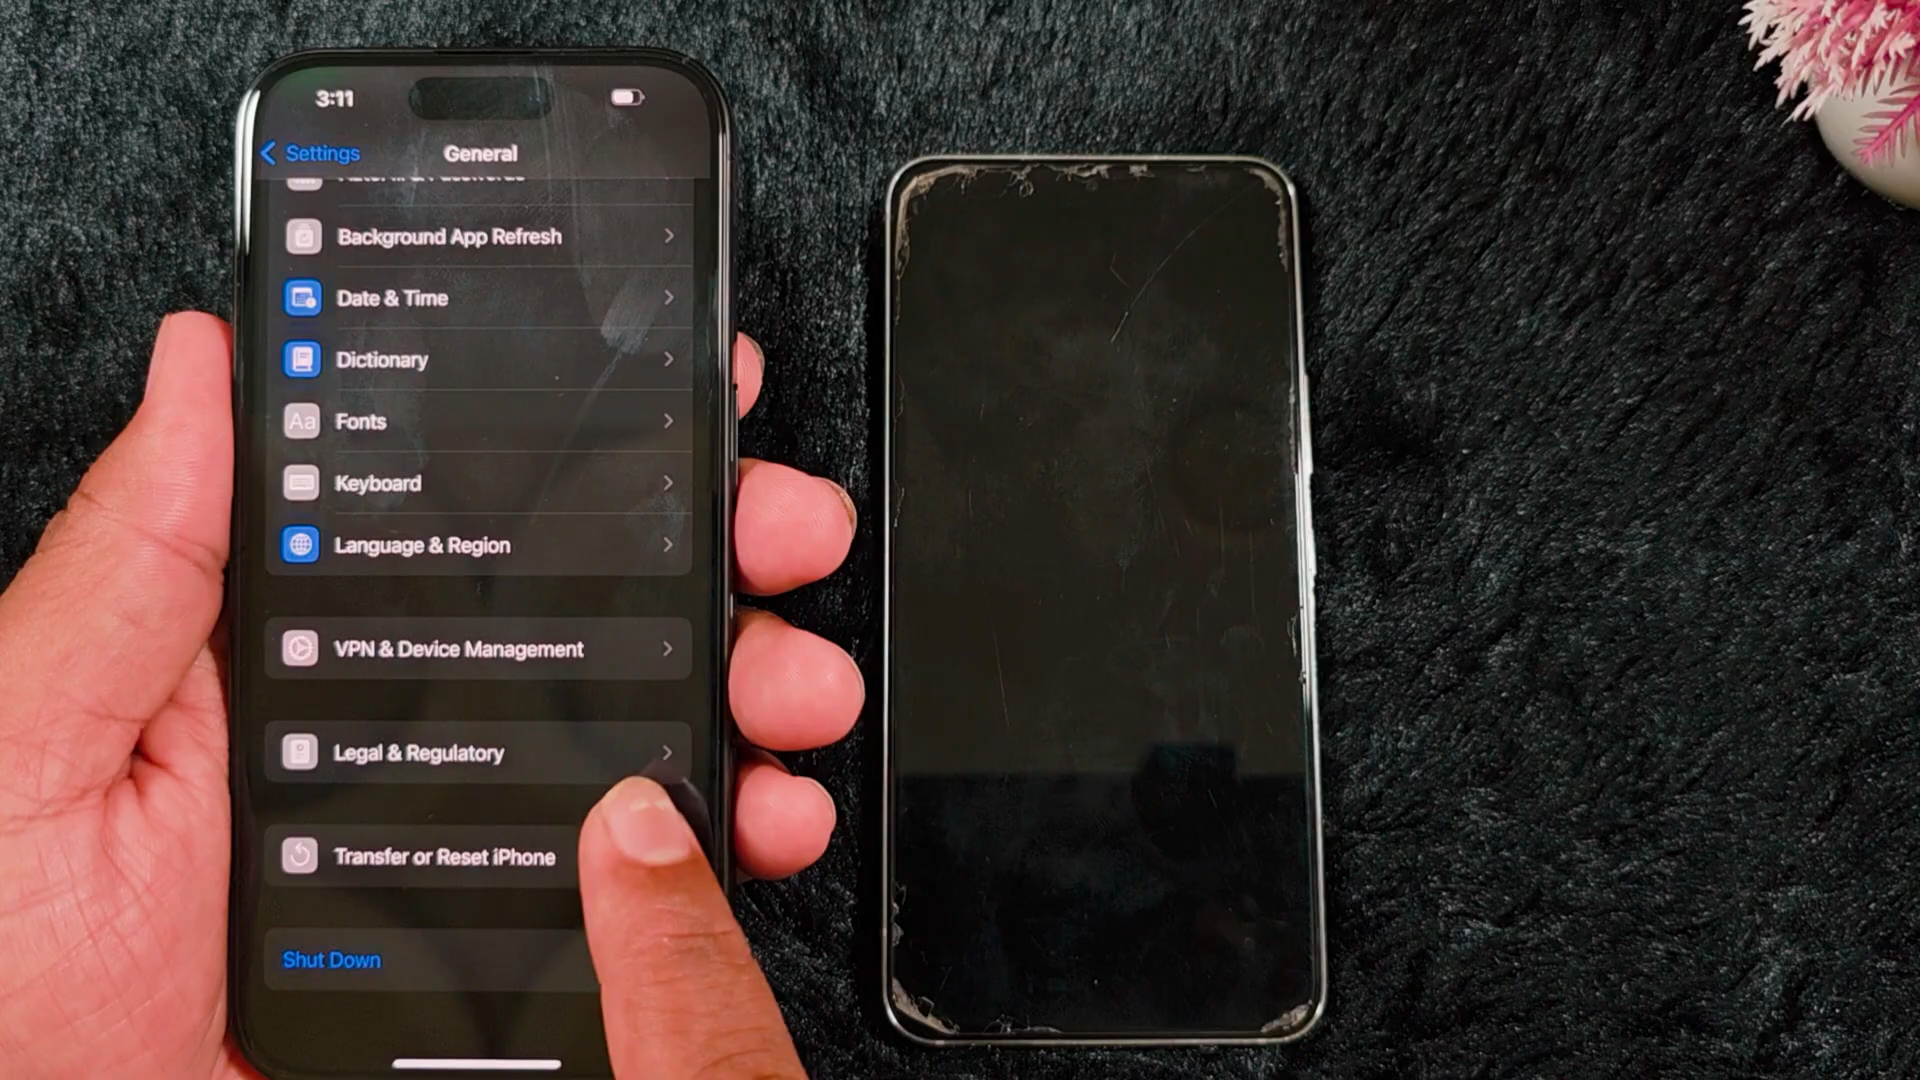 3:11
Settings
General
Background App Refresh
Date & Time
Dictionary
Aa
Fonts
Keyboard
Language & Region
VPN & Device Management
Legal & Regulatory
Transfer or Reset iPhone
Shut Down